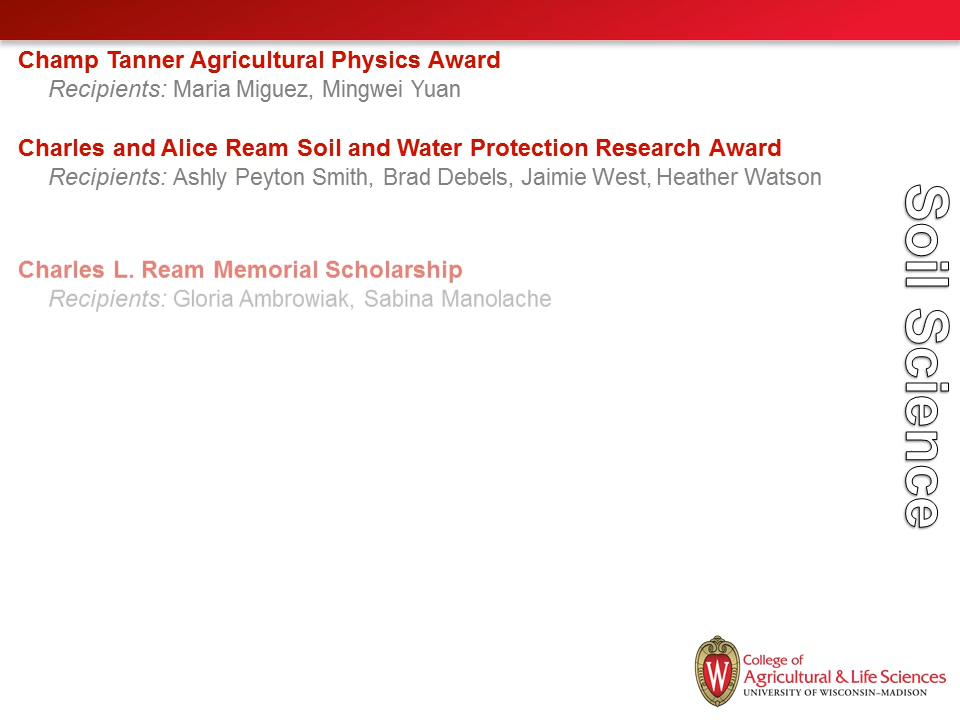 Champ Tanner Agricultural Physics Award
Recipients: Maria Miguez, Mingwei Yuan
Charles and Alice Ream Soil and Water Protection Research Award
Recipients: Ashly Peyton Smith, Brad Debels, Jaimie West, Heather Watson
Charles L. Ream Memorial Scholarship
Recipients: Gloria Ambrowiak, Sabina Manolache
Soil Science
W
College of
Agricultural & Life Sciences
UNIVERSITY OF WISCONSIN–MADISON